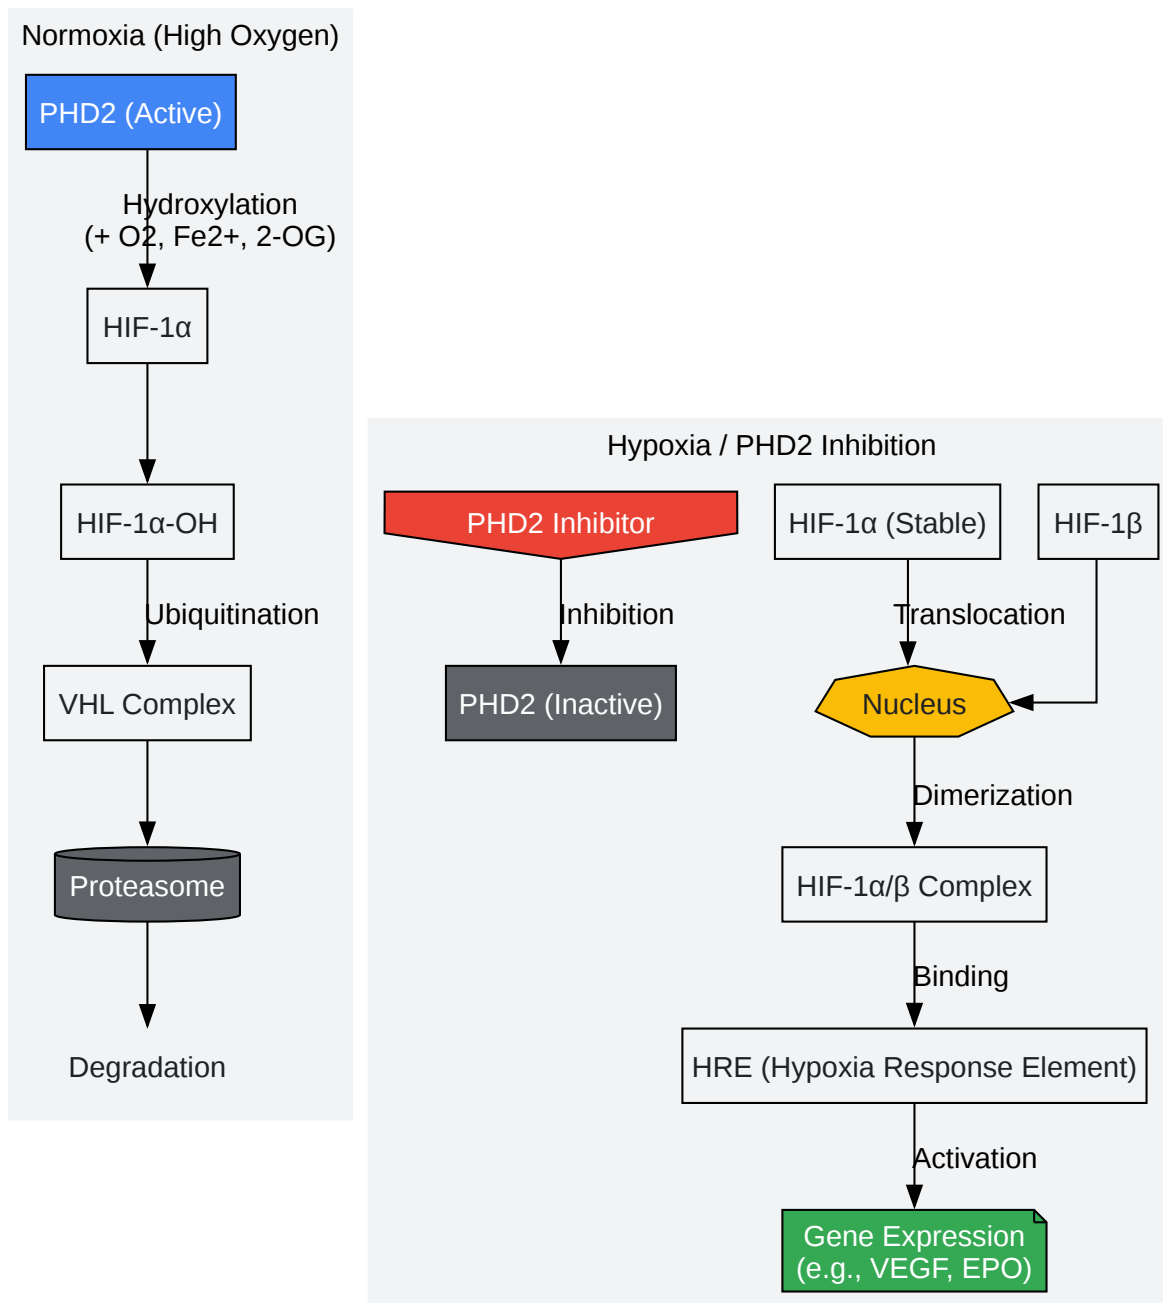 Normoxia (High Oxygen)
PHD2 (Active)
Hydroxylation
(+ O2, Fe2+, 2-OG)
HIF-1α
HIF-1α-OH
Ubiquitination
VHL Complex
Proteasome
Degradation
Hypoxia / PHD2 Inhibition
PHD2 Inhibitor
Inhibition
PHD2 (Inactive)
HIF-1α (Stable)
HIF-1β
Translocation
Nucleus
Dimerization
HIF-1α/β Complex
Binding
HRE (Hypoxia Response Element)
Activation
Gene Expression
(e.g., VEGF, EPO)